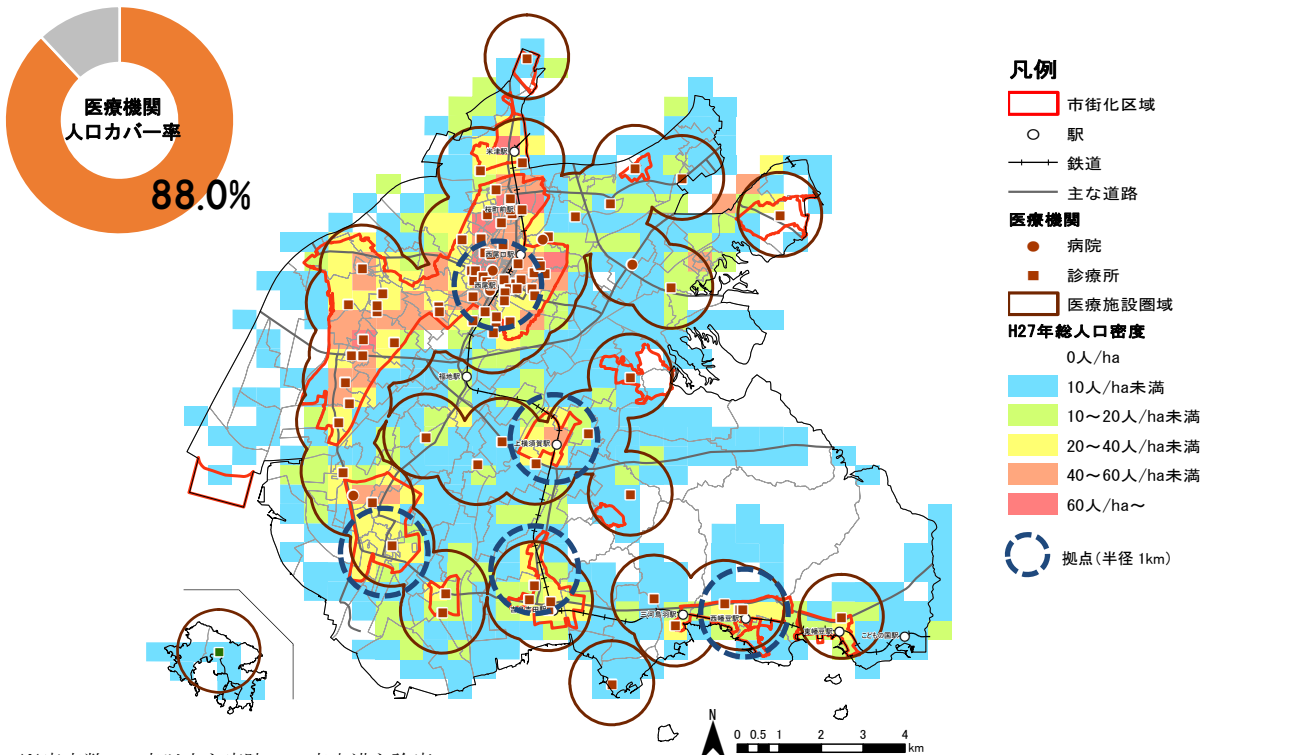 医療機関
人口カバー率
88.0%
米津駅
桜町前駅
西尾口駅
西尾駅
福地駅
上横須賀駅
吉良吉田駅
三河鳥羽駅
西幡豆駅
東幡豆駅
こどもの国駅
凡例
市街化区域
駅
鉄道
主な道路
医療機関
病院
診療所
医療施設圏域
H27年総人口密度
0人/ha
10人/ha未満
10～20人/ha未満
20～40人/ha未満
40～60人/ha未満
60人/ha～
拠点(半径 1km)
N
0 0.5 1 2 3 4
km